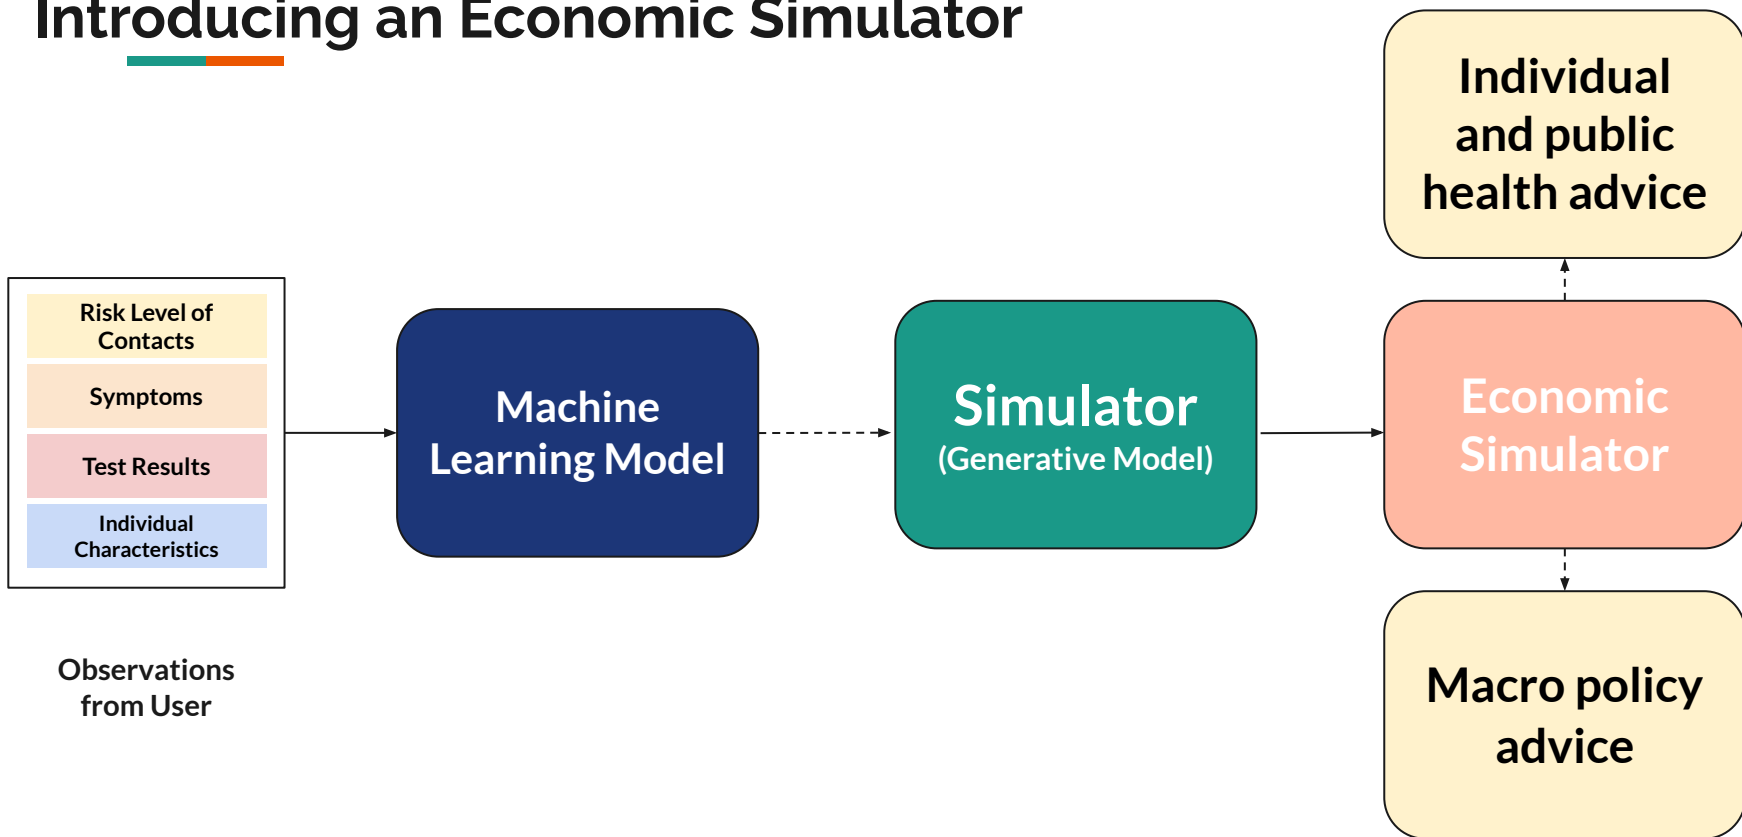 Introducing an Economic Simulator
Individual
and public
health advice
Risk Level of
Contacts
Symptoms
Test Results
Individual
Characteristics
Observations
from User
Machine
Learning Model
Simulator
(Generative Model)
Economic
Simulator
Macro policy
advice